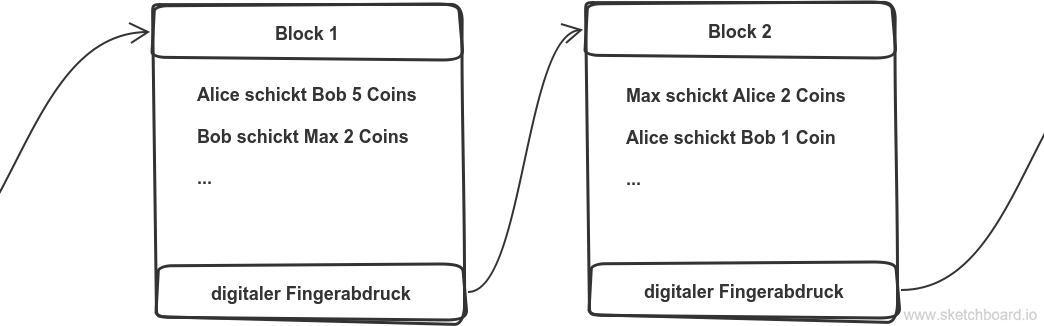 Block 1
Alice schickt Bob 5 Coins
Bob schickt Max 2 Coins
...
digitaler Fingerabdruck
Block 2
Max schickt Alice 2 Coins
Alice schickt Bob 1 Coin
...
digitaler Fingerabdruck
www.sketchboard.io